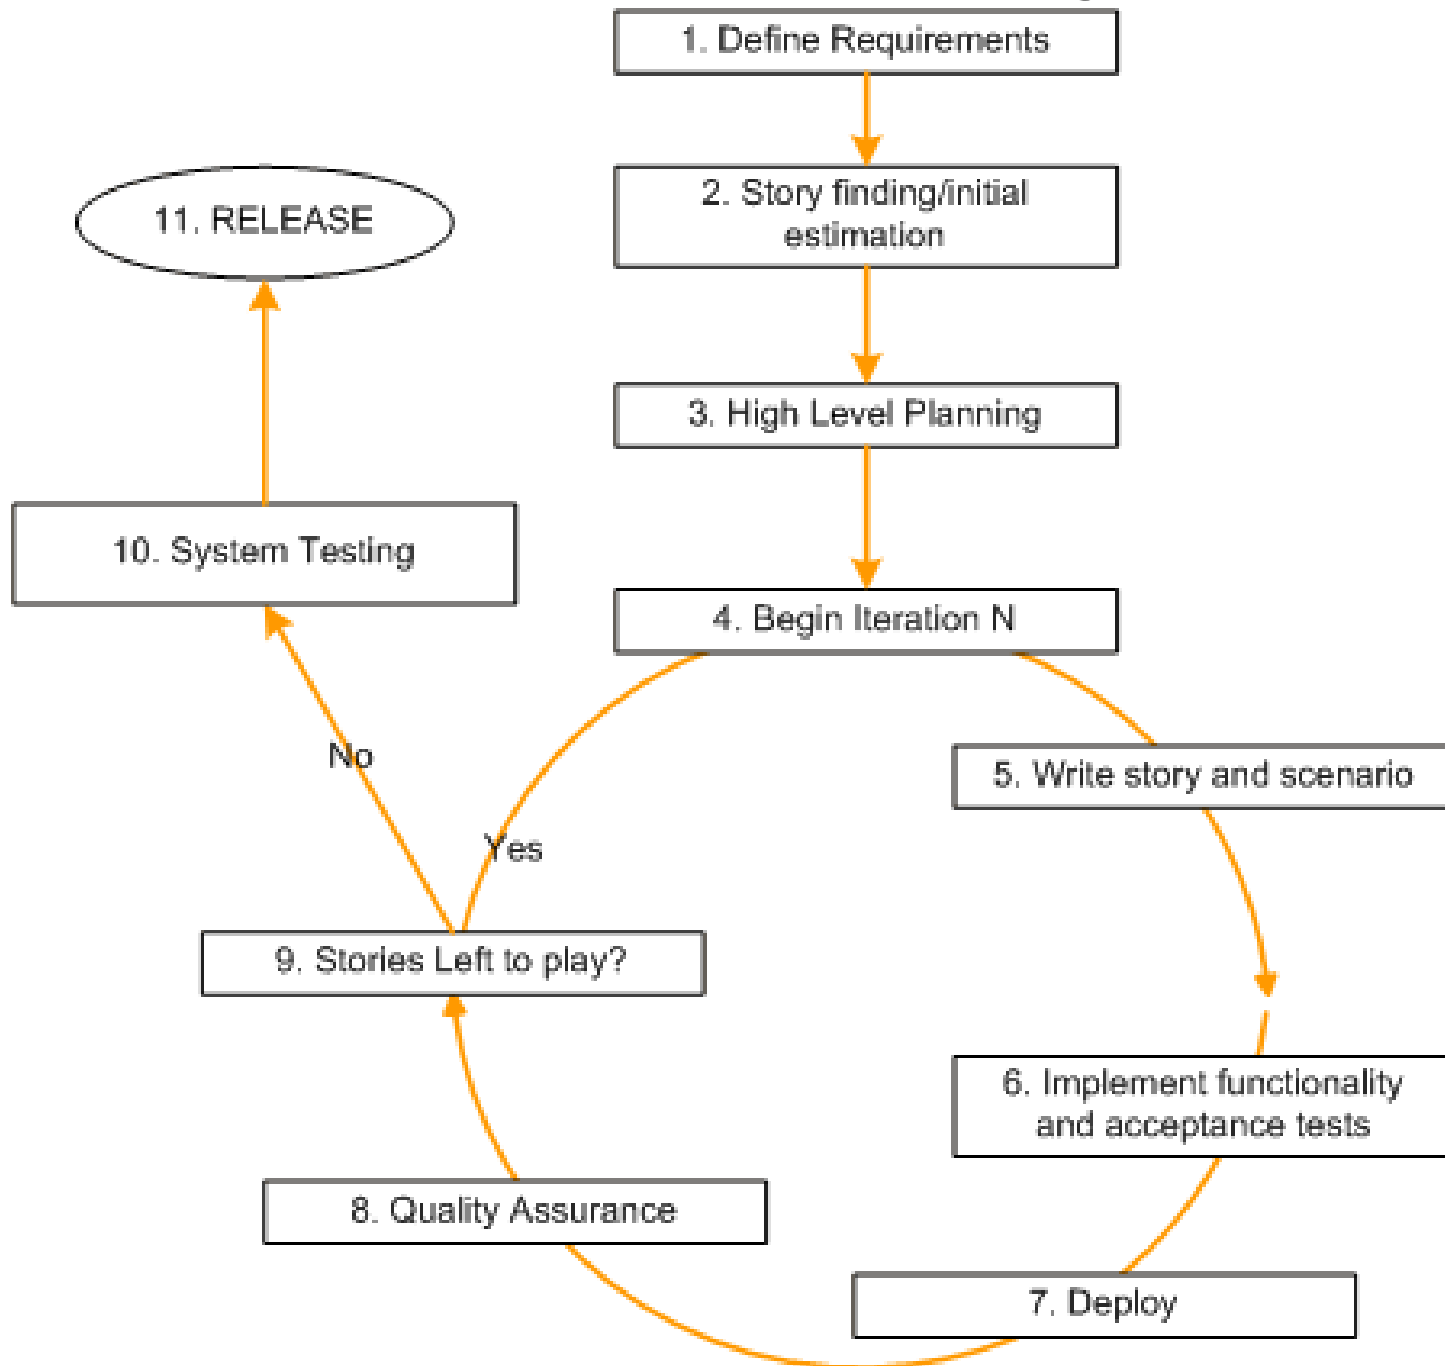 1. Define Requirements
2. Story finding/initial
estimation
3. High Level Planning
4. Begin Iteration N
5. Write story and scenario
6. Implement functionality
and acceptance tests
7. Deploy
8. Quality Assurance
9. Stories Left to play?
Yes
No
10. System Testing
11. RELEASE